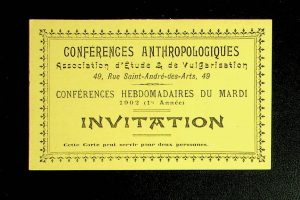 CONFÉRENCES ANTHROPOLOGIQUES
Association d'Étude & de Vulgarisation
49, Rue Saint-André-des-Arts, 49
CONFÉRENCES HEBDOMADAIRES DU MARDI
1902 (1re Année)
INVITATION
Cette Carte peut servir pour deux personnes.